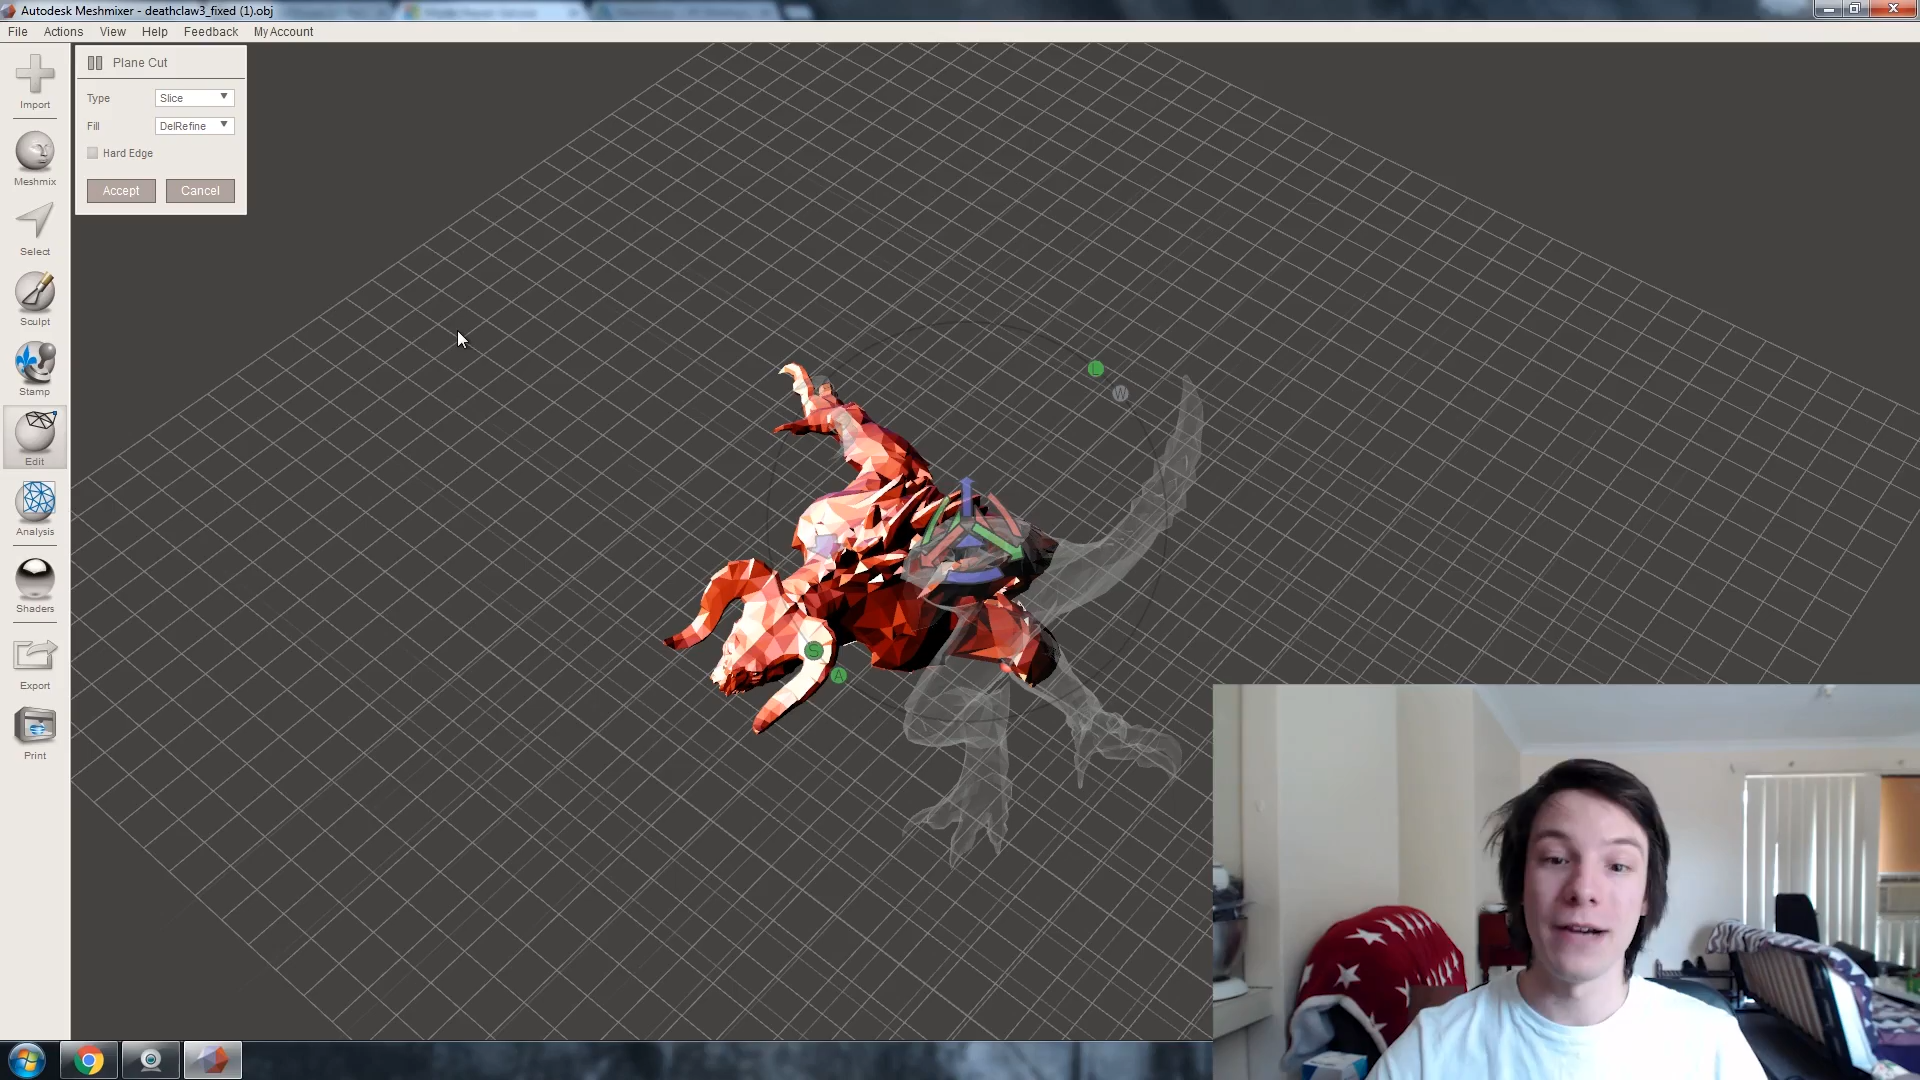 Autodesk Meshmixer - deathclaw3_fixed (1).obj
File Actions View Help Feedback My Account
Plane Cut
Type Slice
Fill DelRefine
Hard Edge
Accept Cancel
Import
Meshmix
Select
Sculpt
Stamp
Edit
Analysis
Shaders
Export
Print
L
W
S
A